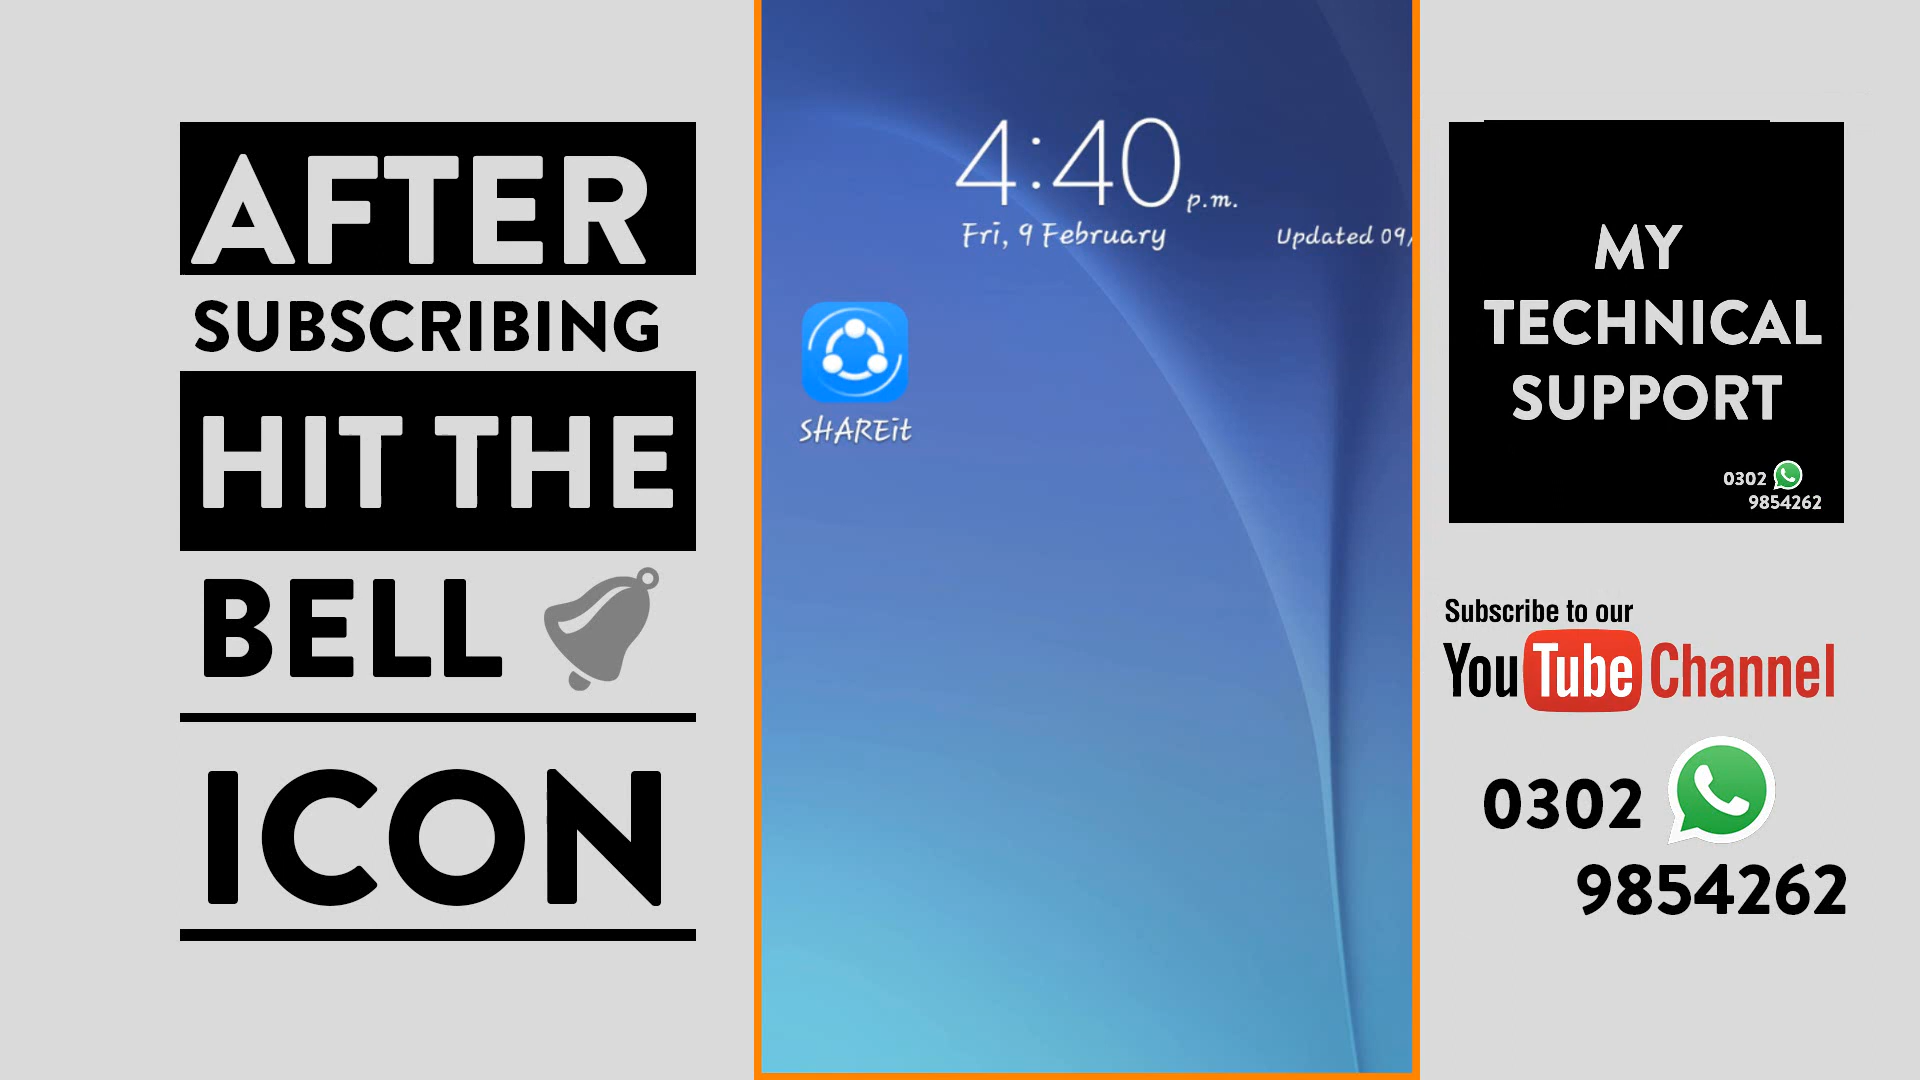 AFTER
SUBSCRIBING
HIT THE
BELL
ICON
4:40 p.m.
Fri, 9 February
Updated 09/
SHAREit
MY
TECHNICAL
SUPPORT
0302
9854262
Subscribe to our
YouTube Channel
0302
9854262